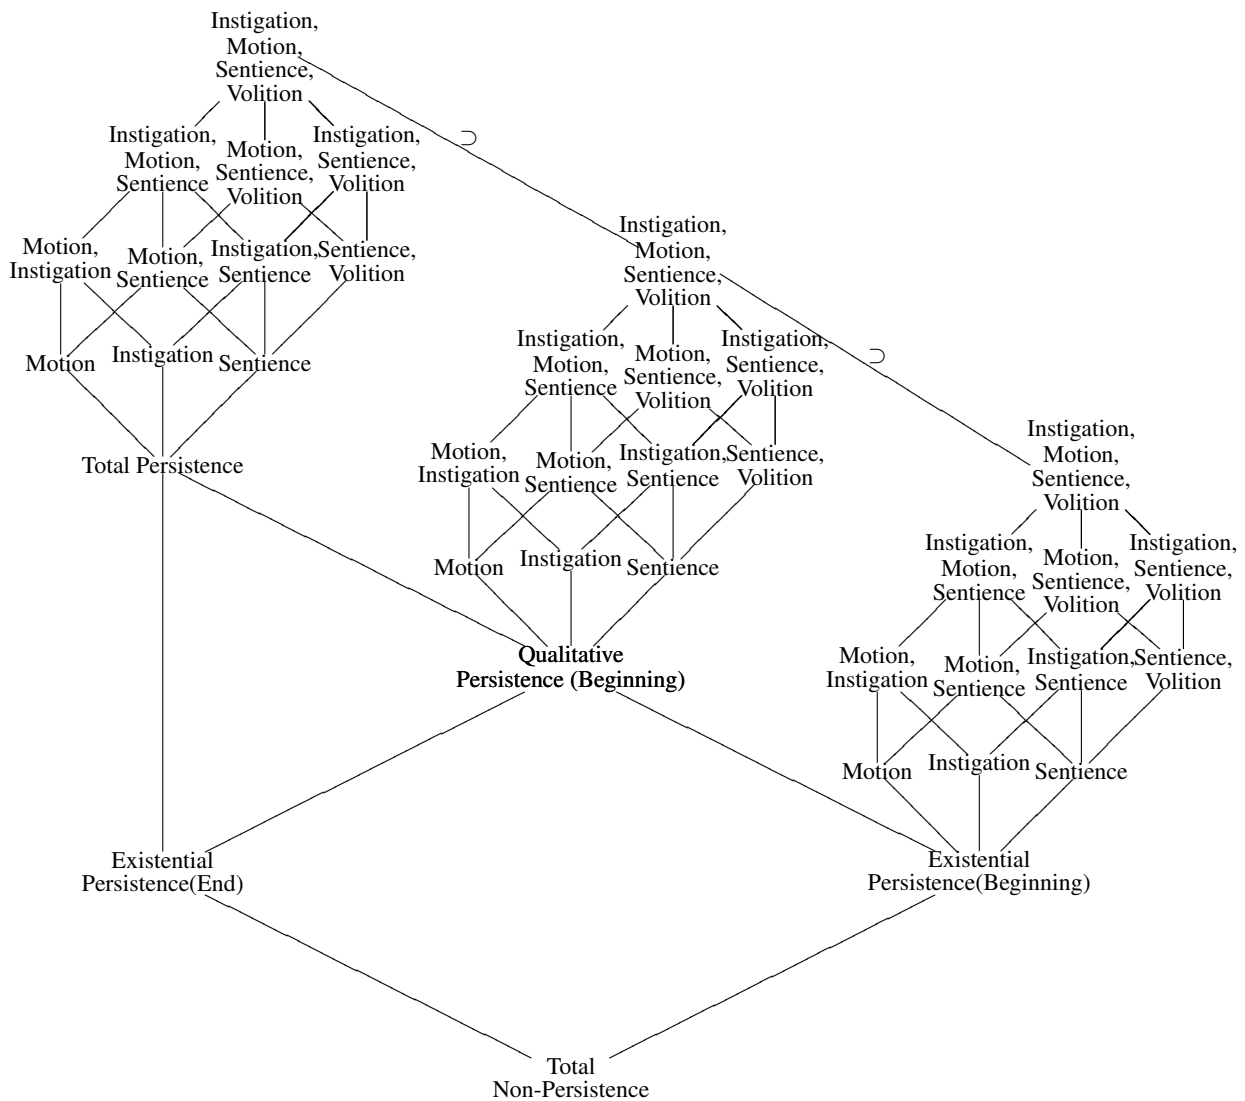 Instigation,
Motion,
Sentience,
Volition
⊃
Instigation,
Motion,
Sentience
Motion,
Sentience,
Volition
Instigation,
Sentience,
Volition
Motion,
Instigation
Motion,
Sentience
Instigation,
Sentience
Sentience,
Volition
Motion
Instigation
Sentience
Total Persistence
Instigation,
Motion,
Sentience,
Volition
⊃
Instigation,
Motion,
Sentience
Motion,
Sentience,
Volition
Instigation,
Sentience,
Volition
Motion,
Instigation
Motion,
Sentience
Instigation,
Sentience
Sentience,
Volition
Motion
Instigation
Sentience
Qualitative
Persistence (Beginning)
Instigation,
Motion,
Sentience,
Volition
Instigation,
Motion,
Sentience
Motion,
Sentience,
Volition
Instigation,
Sentience,
Volition
Motion,
Instigation
Motion,
Sentience
Instigation,
Sentience
Sentience,
Volition
Motion
Instigation
Sentience
Existential
Persistence(End)
Existential
Persistence(Beginning)
Total
Non-Persistence